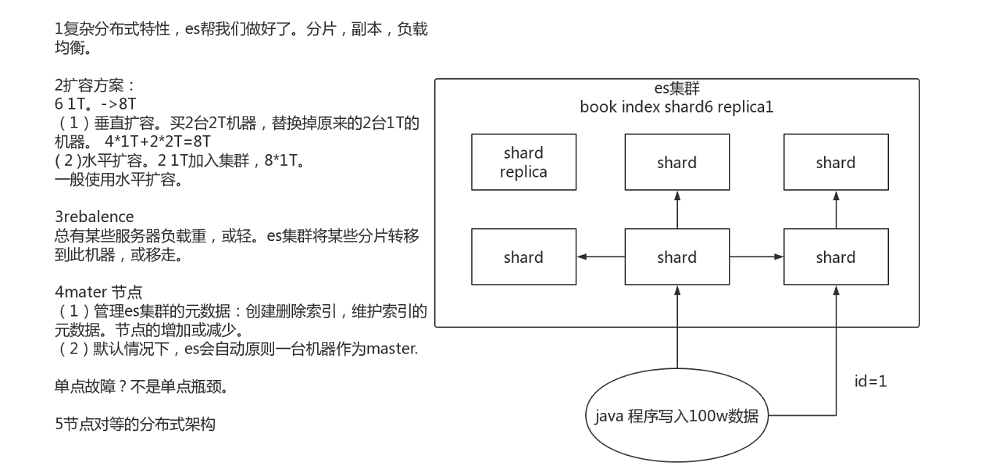 1复杂分布式特性，es帮我们做好了。分片，副本，负载
均衡。
2扩容方案：
6 1T。->8T
（1）垂直扩容。买2台2T机器，替换掉原来的2台1T的
机器。 4*1T+2*2T=8T
( 2 )水平扩容。2 1T加入集群，8*1T。
一般使用水平扩容。
3rebalence
总有某些服务器负载重，或轻。es集群将某些分片转移
到此机器，或移走。
4mater 节点
（1）管理es集群的元数据：创建删除索引，维护索引的
元数据。节点的增加或减少。
（2）默认情况下，es会自动原则一台机器作为master.
单点故障？不是单点瓶颈。
5节点对等的分布式架构
es集群
book index shard6 replica1
shard
replica
shard
shard
shard
shard
shard
id=1
java 程序写入100w数据